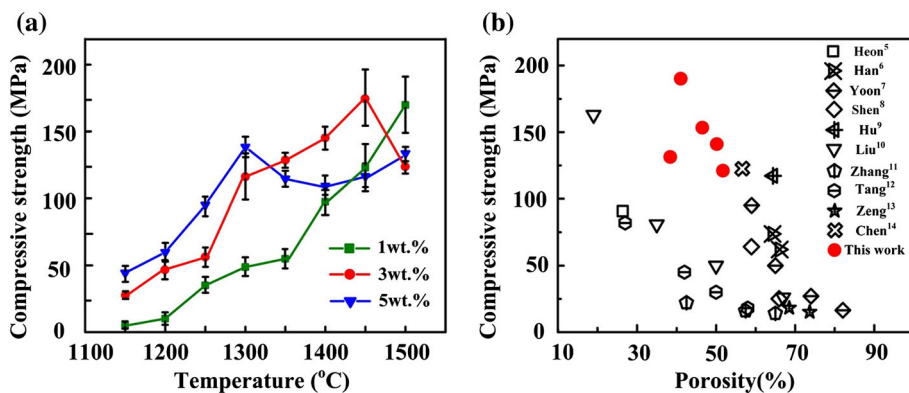 (a)
Compressive strength (MPa)
200
150
100
50
0
1100
1200
1300
1400
1500
Temperature (°C)
1wt.%
3wt.%
5wt.%
(b)
Compressive strength (MPa)
200
150
100
50
0
10
30
50
70
90
Porosity(%)
Heon⁵
Han⁶
Yoon⁷
Shen⁸
Hu⁹
Liu¹⁰
Zhang¹¹
Tang¹²
Zeng¹³
Chen¹⁴
This work